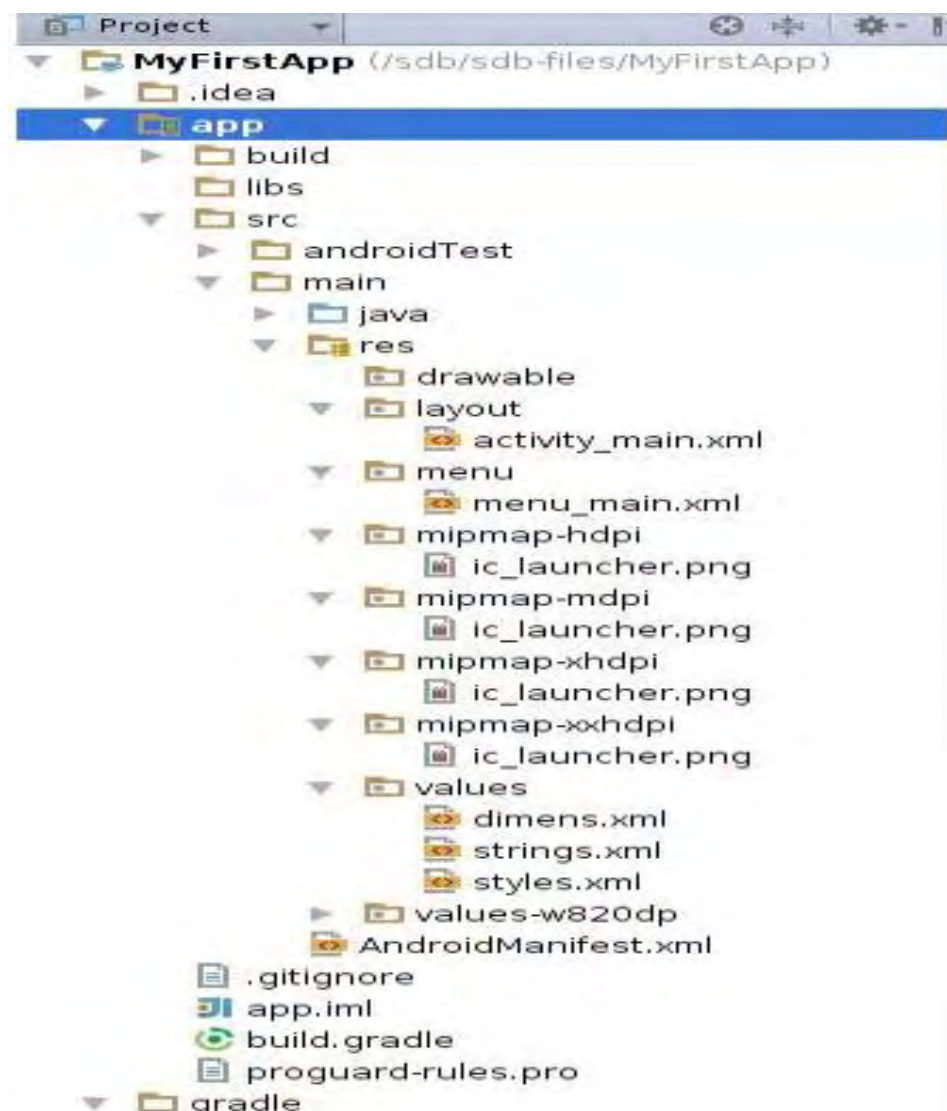 Project
MyFirstApp (/sdb/sdb-files/MyFirstApp)
.idea
app
build
libs
src
androidTest
main
java
res
drawable
layout
activity_main.xml
menu
menu_main.xml
mipmap-hdpi
ic_launcher.png
mipmap-mdpi
ic_launcher.png
mipmap-xhdpi
ic_launcher.png
mipmap-xxhdpi
ic_launcher.png
values
dimens.xml
strings.xml
styles.xml
values-w820dp
AndroidManifest.xml
.gitignore
app.iml
build.gradle
proguard-rules.pro
gradle